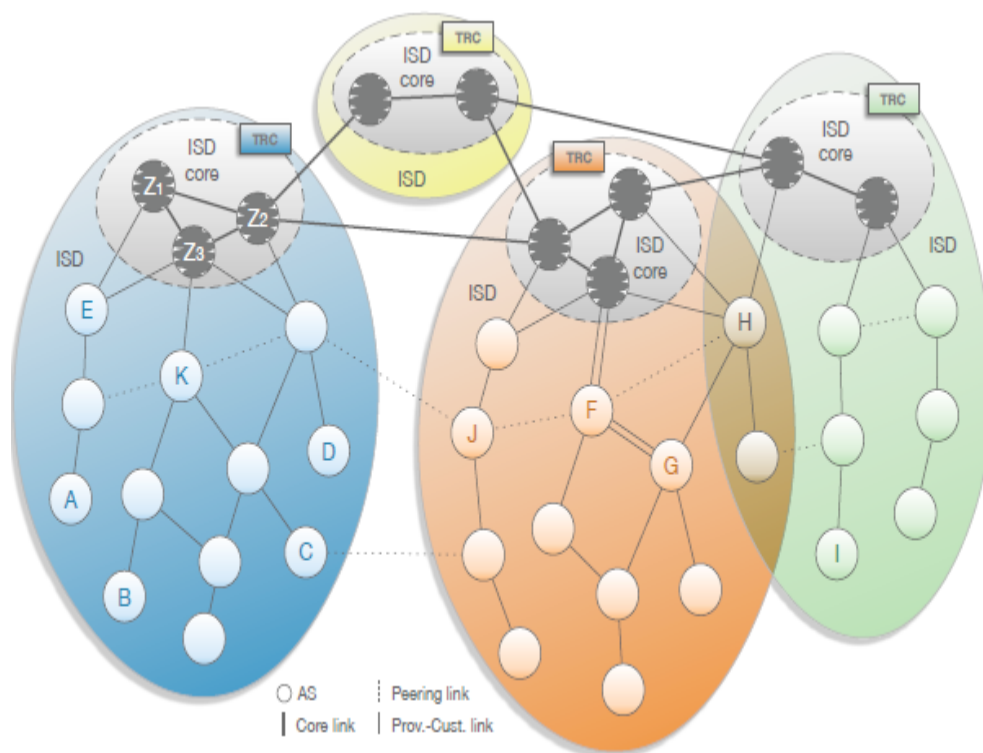 ISD
core
TRC
ISD
TRC
ISD
core
Z1
Z2
Z3
ISD
E
K
D
A
C
B
TRC
ISD
core
ISD
J
F
G
H
TRC
ISD
core
ISD
I
AS
Peering link
Core link
Prov.-Cust. link